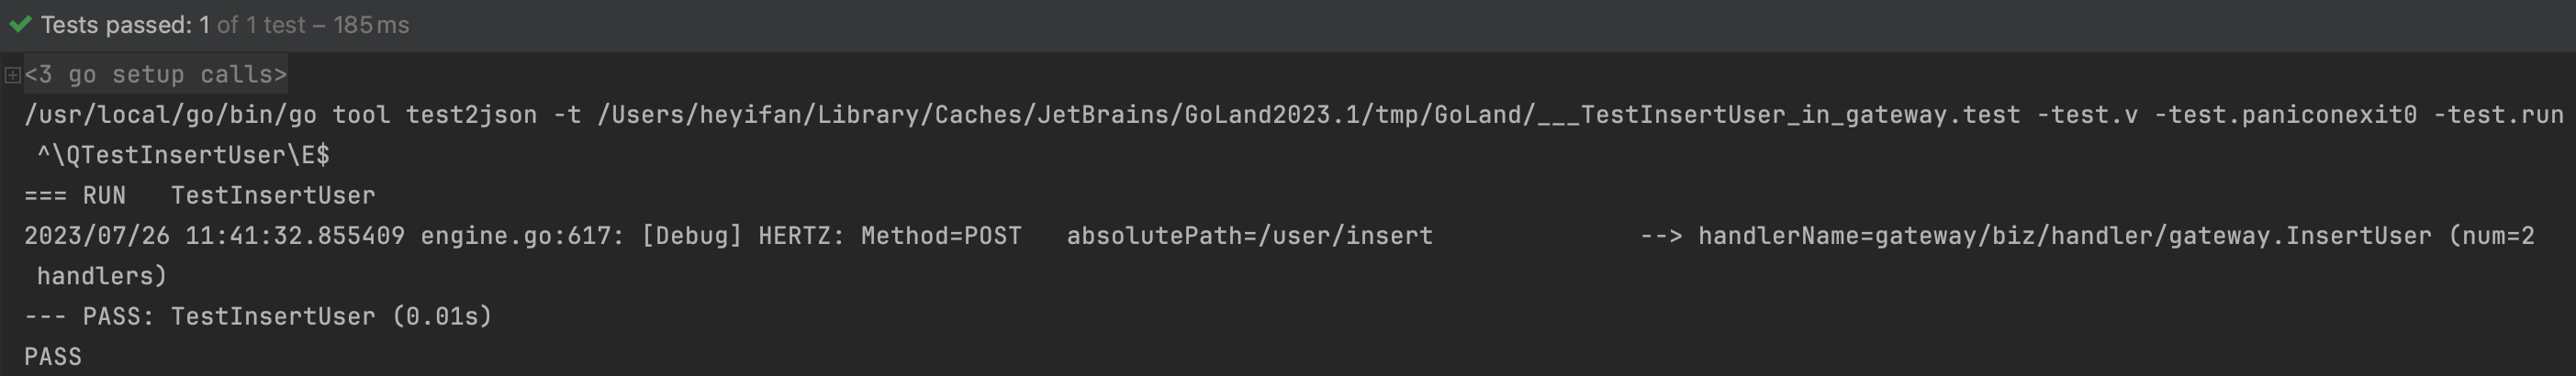 Tests passed: 1 of 1 test – 185 ms
<3 go setup calls>
/usr/local/go/bin/go tool test2json -t /Users/heyifan/Library/Caches/JetBrains/GoLand2023.1/tmp/GoLand/___TestInsertUser_in_gateway.test -test.v -test.paniconexit0 -test.run
^\QTestInsertUser\E$
=== RUN   TestInsertUser
2023/07/26 11:41:32.855409 engine.go:617: [Debug] HERTZ: Method=POST   absolutePath=/user/insert              --> handlerName=gateway/biz/handler/gateway.InsertUser (num=2
handlers)
--- PASS: TestInsertUser (0.01s)
PASS